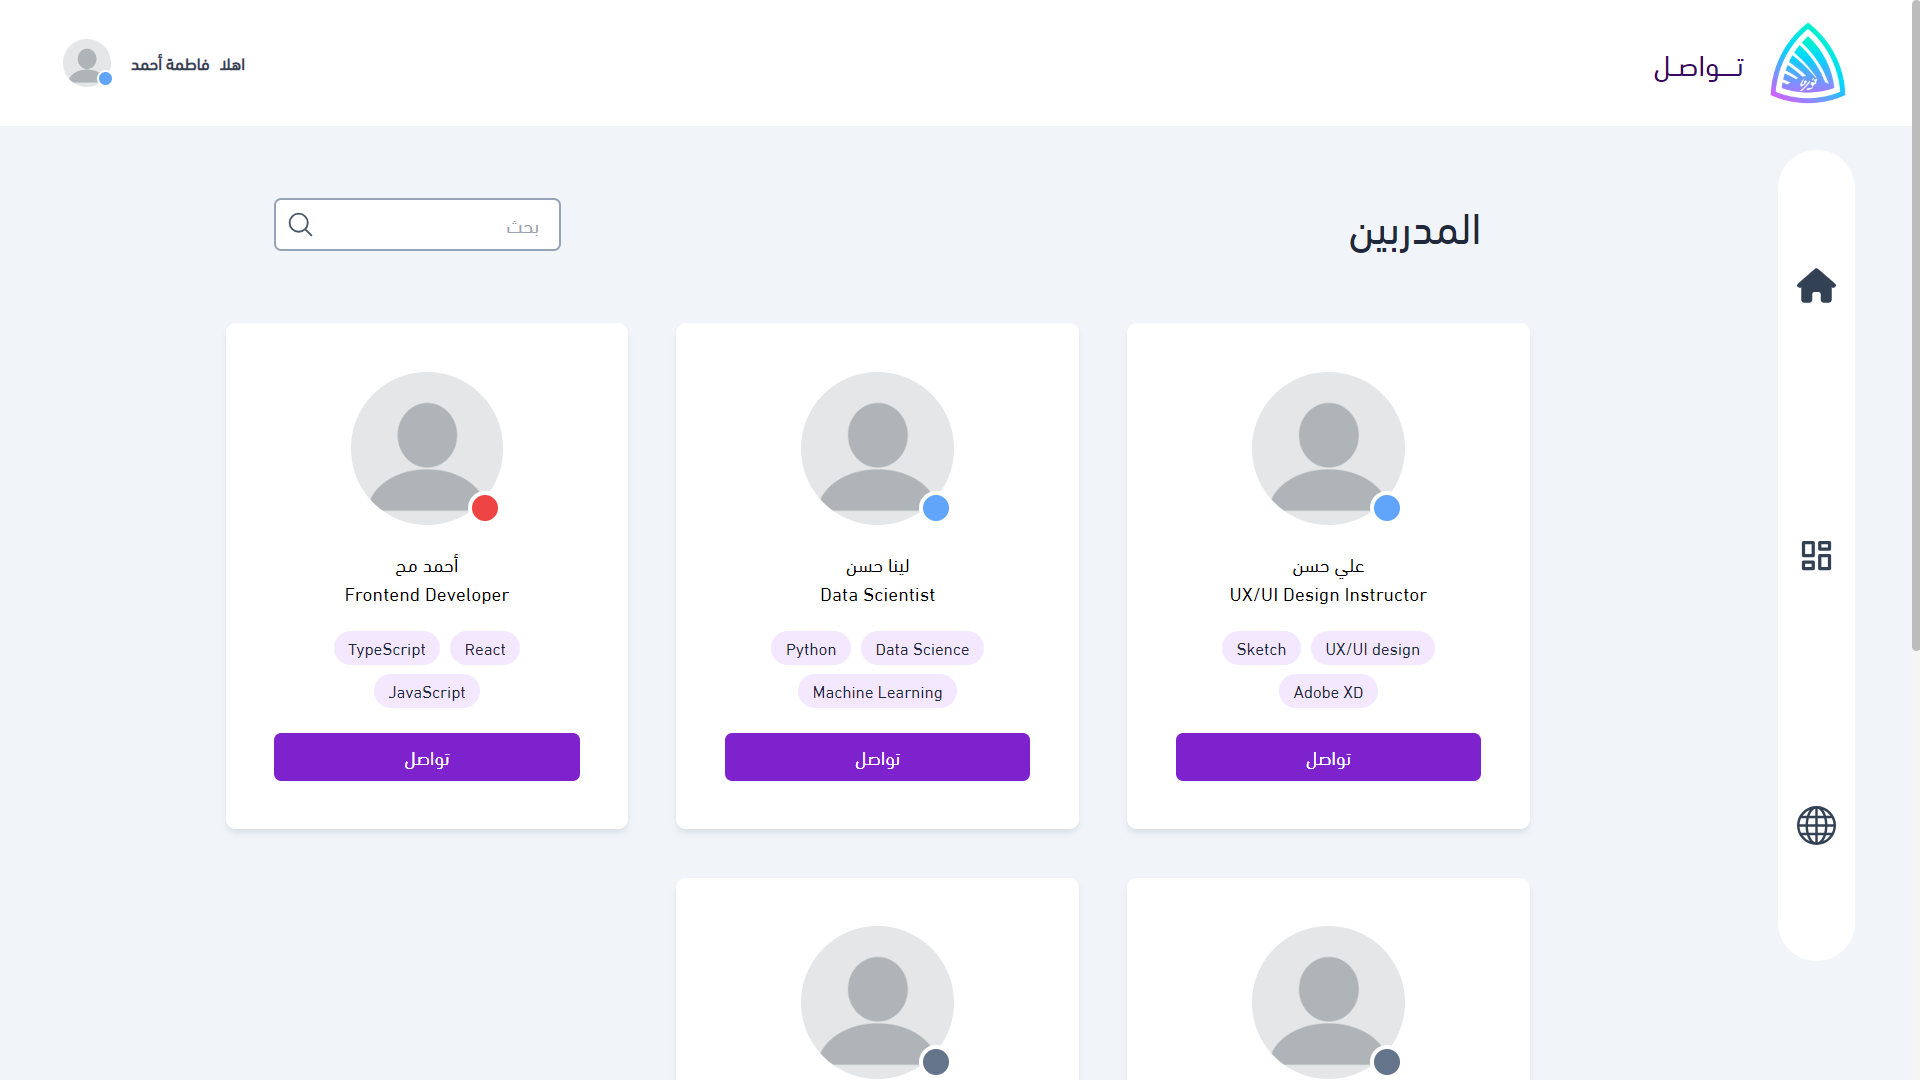 تــواصـل
اهلا فاطمة أحمد
المدربين
بحث
علي حسن
UX/UI Design Instructor
UX/UI design
Sketch
Adobe XD
تواصل
لينا حسن
Data Scientist
Data Science
Python
Machine Learning
تواصل
أحمد مح
Frontend Developer
React
TypeScript
JavaScript
تواصل